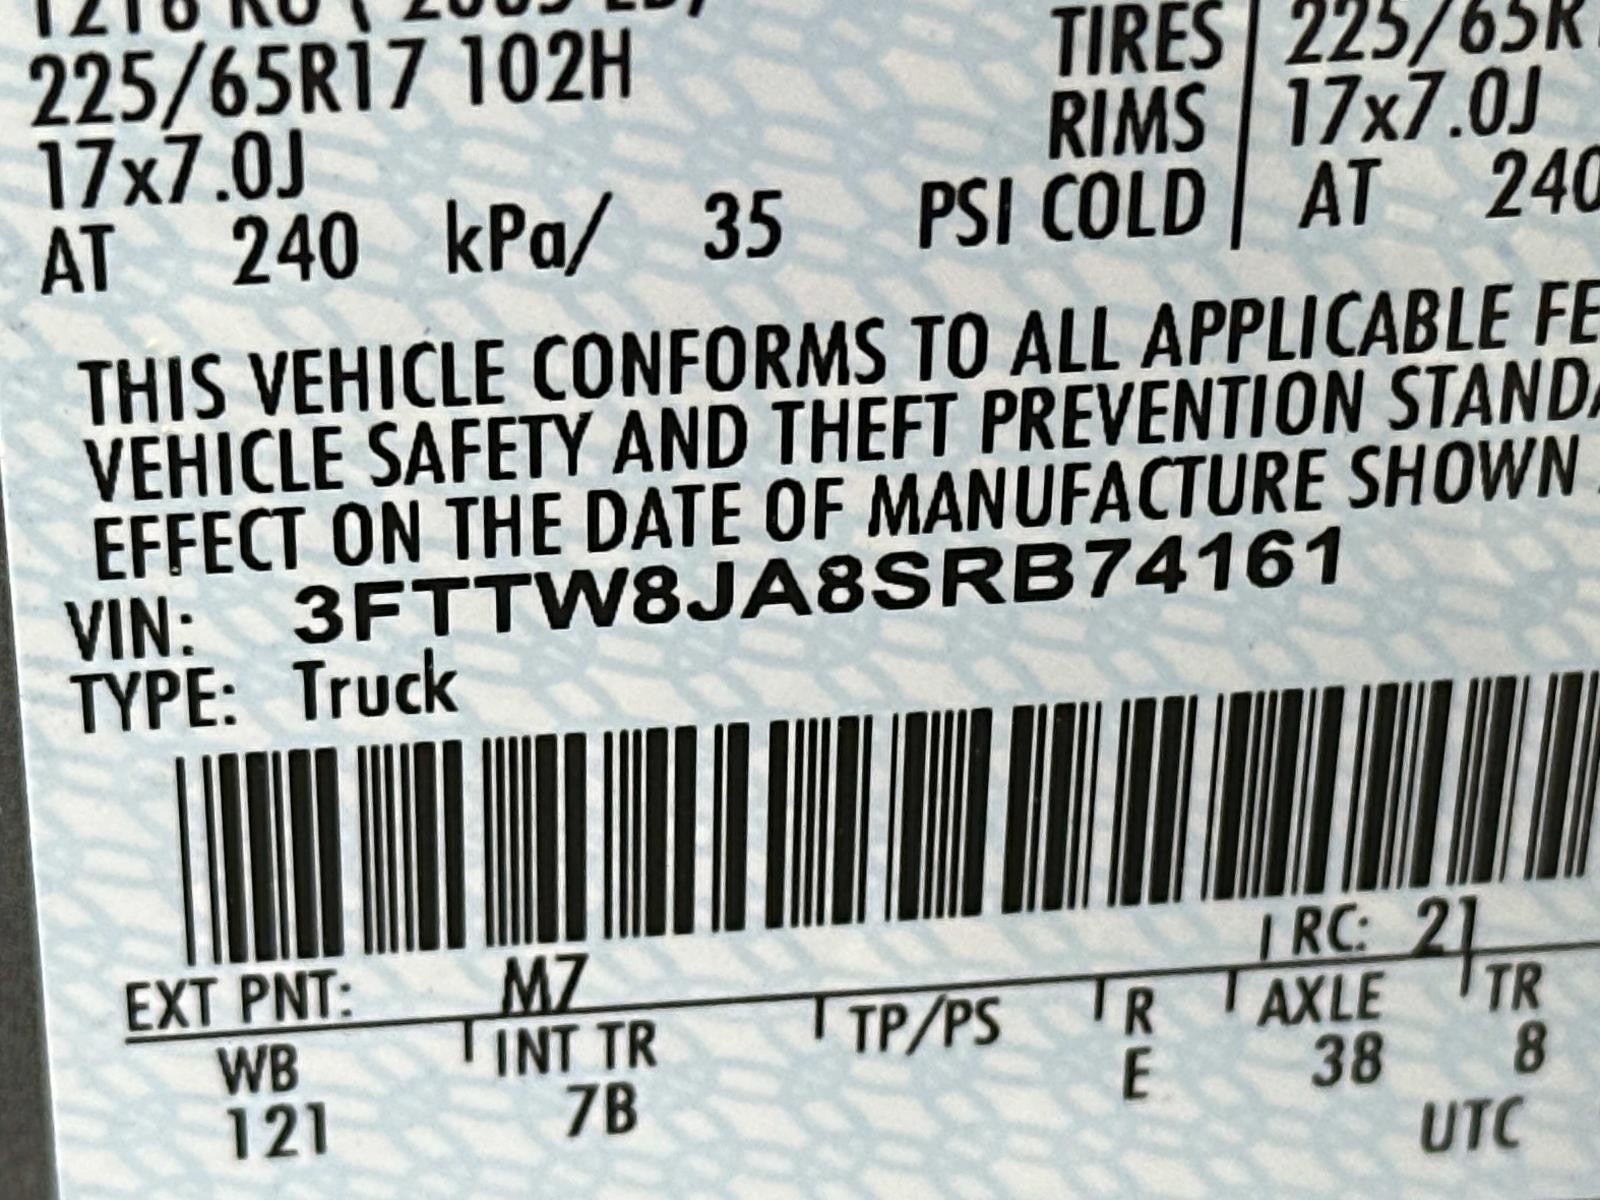 225/65R17 102H
17x7.0J
AT 240 kPa/ 35 PSI COLD
TIRES 225/65R
RIMS 17x7.0J
AT 240
THIS VEHICLE CONFORMS TO ALL APPLICABLE FE
VEHICLE SAFETY AND THEFT PREVENTION STANDA
EFFECT ON THE DATE OF MANUFACTURE SHOWN
VIN: 3FTTW8JA8SRB74161
TYPE: Truck
EXT PNT: M7 RC: 21
WB INT TR TP/PS R AXLE TR
121 7B E 38 8
UTC